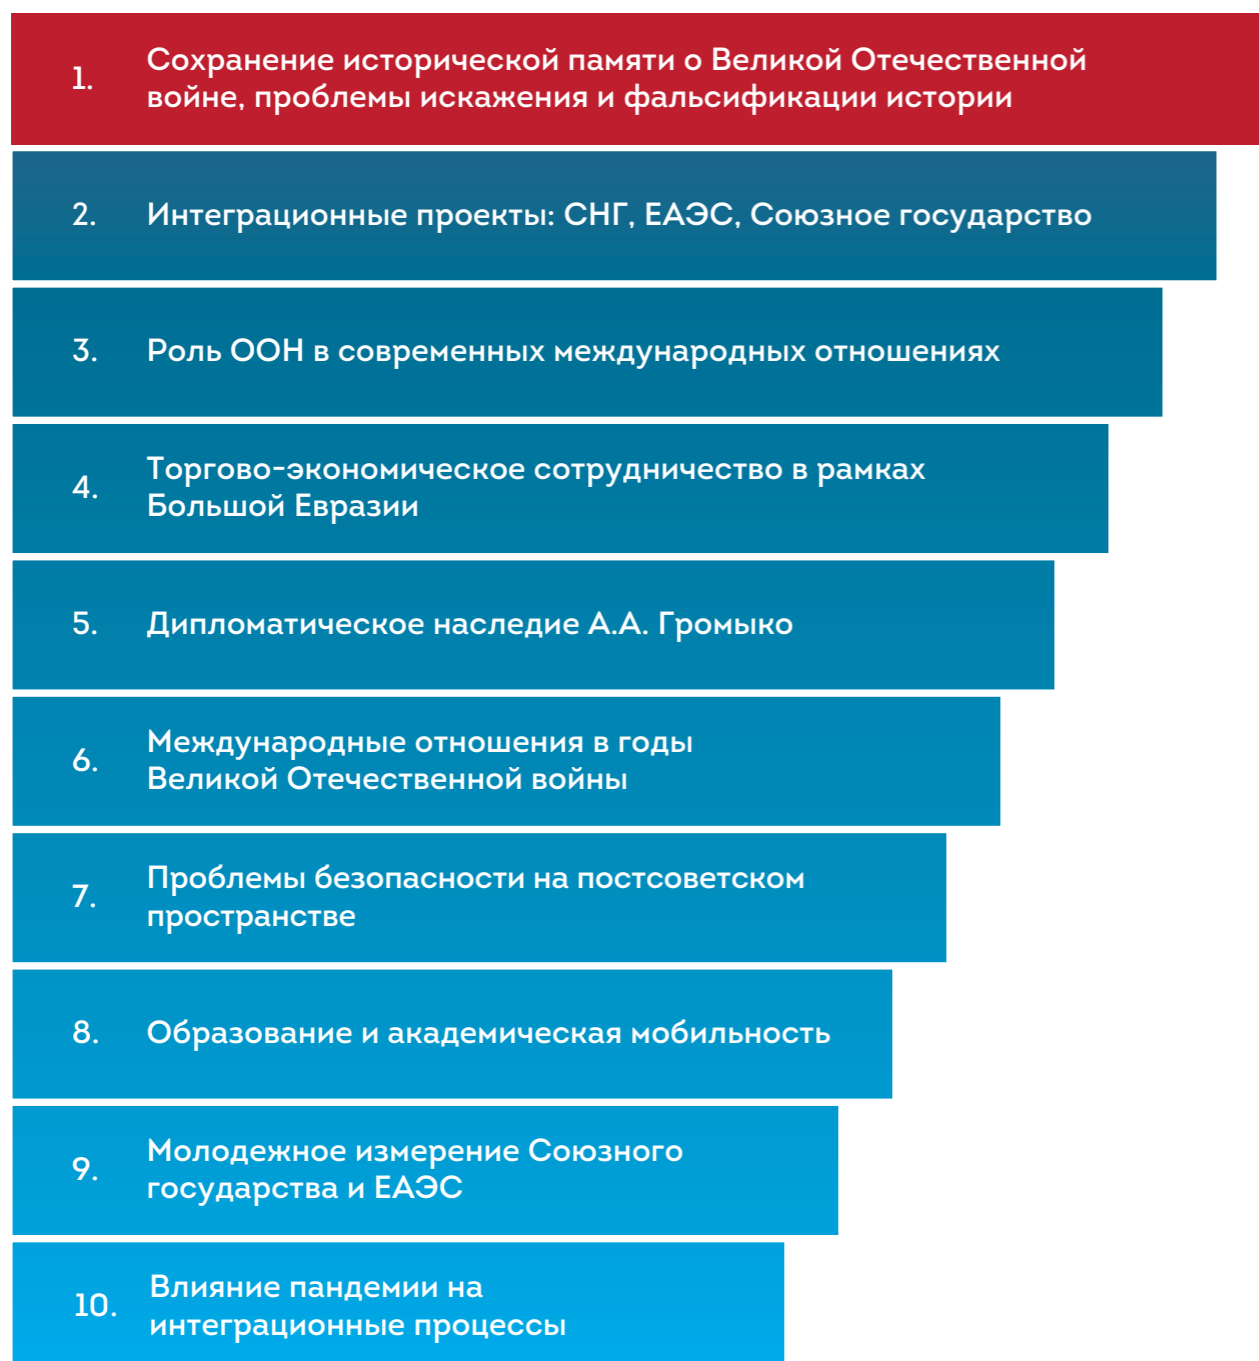 1. Сохранение исторической памяти о Великой Отечественной
войне, проблемы искажения и фальсификации истории
2. Интеграционные проекты: СНГ, ЕАЭС, Союзное государство
3. Роль ООН в современных международных отношениях
4. Торгово-экономическое сотрудничество в рамках
Большой Евразии
5. Дипломатическое наследие А.А. Громыко
6. Международные отношения в годы
Великой Отечественной войны
7. Проблемы безопасности на постсоветском
пространстве
8. Образование и академическая мобильность
9. Молодежное измерение Союзного
государства и ЕАЭС
10. Влияние пандемии на
интеграционные процессы